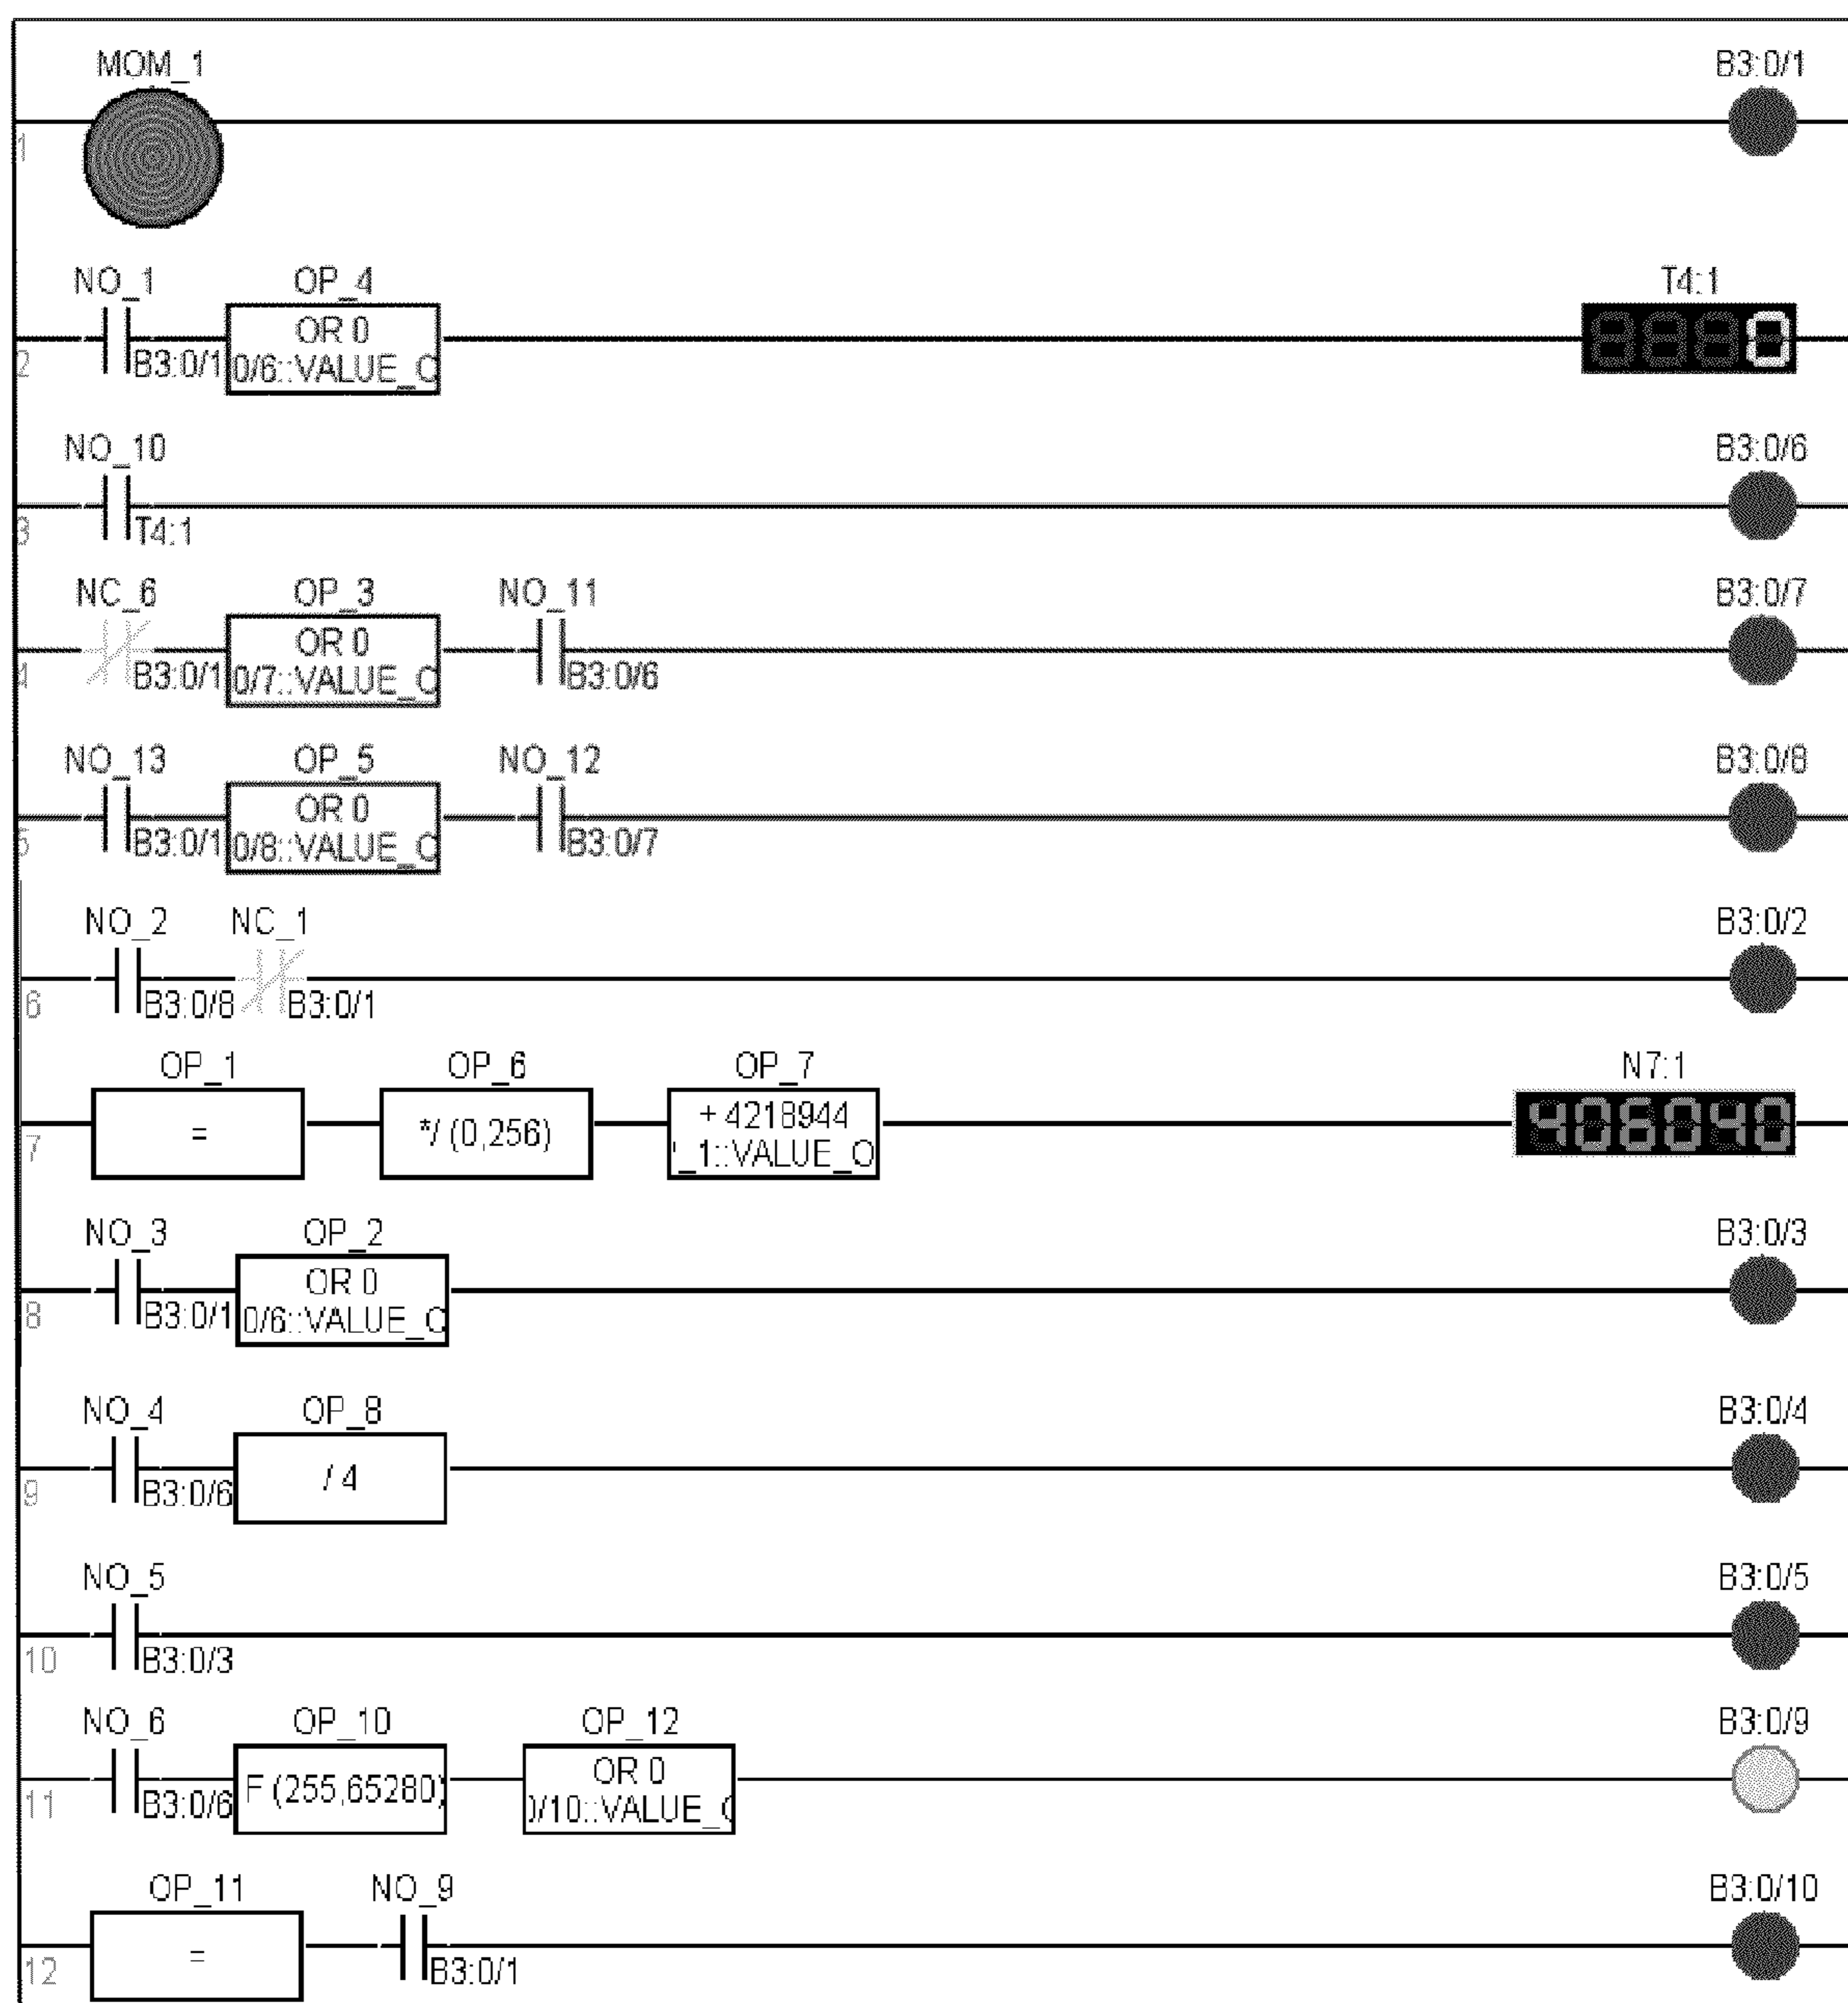 MOM_1 B3:0/1
1
NO_1 OP_4 T4:1
OR 0
0/6::VALUE_O
B3:0/1
0
2
NO_10 B3:0/6
T4:1
3
NC_6 OP_3 NO_11 B3:0/7
OR 0
B3:0/1 0/7::VALUE_O B3:0/6
4
NO_13 OP_5 NO_12 B3:0/8
OR 0
B3:0/1 0/8::VALUE_O B3:0/7
5
NO_2 NC_1 B3:0/2
B3:0/8 B3:0/1
6
OP_1 OP_6 OP_7 N7:1
= */ (0,256) + 4218944
'_1::VALUE_O
406040
7
NO_3 OP_2 B3:0/3
OR 0
B3:0/1 0/6::VALUE_O
8
NO_4 OP_8 B3:0/4
/ 4
B3:0/6
9
NO_5 B3:0/5
B3:0/3
10
NO_6 OP_10 OP_12 B3:0/9
F (255,65280) OR 0
B3:0/6 )/10::VALUE_(
11
OP_11 NO_9 B3:0/10
=
B3:0/1
12